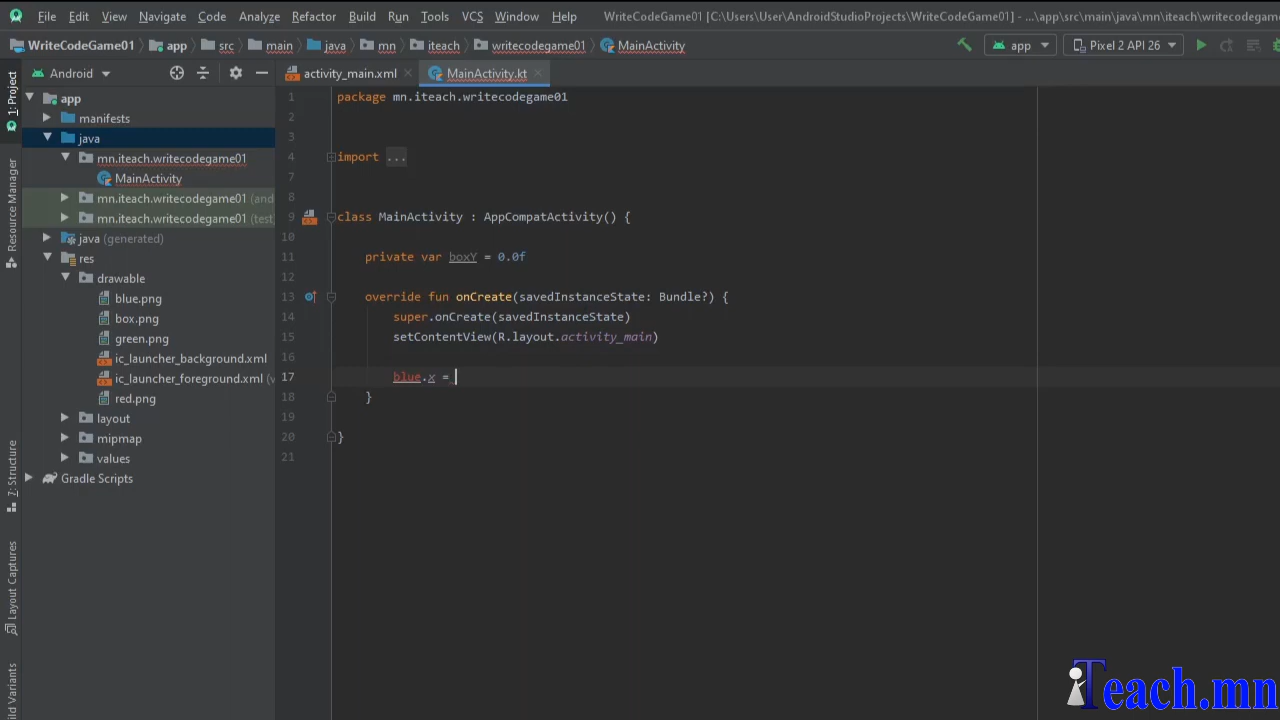 File Edit View Navigate Code Analyze Refactor Build Run Tools VCS Window Help WriteCodeGame01 [C:\Users\User\AndroidStudioProjects\WriteCodeGame01] - ...\app\src\main\java\mn\iteach\writecodegame
WriteCodeGame01 app src main java mn iteach writecodegame01 MainActivity app Pixel 2 API 26
1: Project
Resource Manager
Z: Structure
Layout Captures
ild Variants
Android
app
manifests
java
mn.iteach.writecodegame01
MainActivity
mn.iteach.writecodegame01 (and
mn.iteach.writecodegame01 (test)
java (generated)
res
drawable
blue.png
box.png
green.png
ic_launcher_background.xml
ic_launcher_foreground.xml (v
red.png
layout
mipmap
values
Gradle Scripts
activity_main.xml MainActivity.kt
1 package mn.iteach.writecodegame01
2
3
4 import ...
7
8
9 class MainActivity : AppCompatActivity() {
10
11 private var boxY = 0.0f
12
13 override fun onCreate(savedInstanceState: Bundle?) {
14 super.onCreate(savedInstanceState)
15 setContentView(R.layout.activity_main)
16
17 blue.x =
18 }
19
20 }
21
Teach.mn